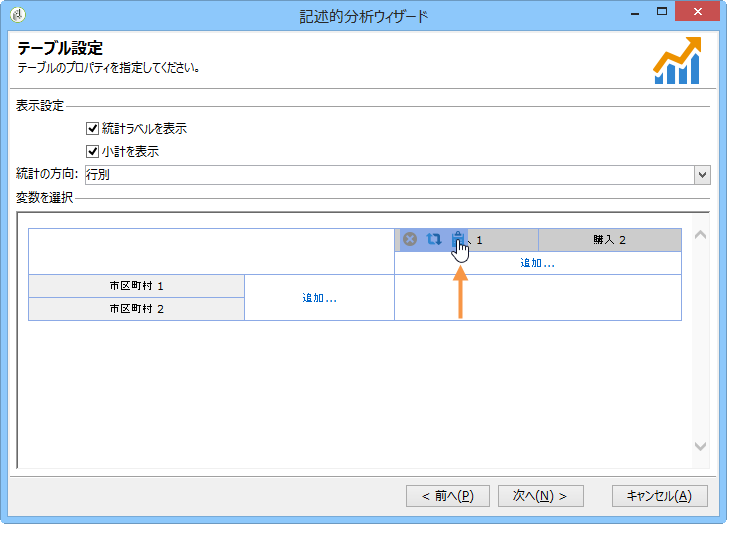 記述的分析ウィザード
テーブル設定
テーブルのプロパティを指定してください。
表示設定
統計ラベルを表示
小計を表示
統計の方向: 行別
変数を選択
1 購入 2
追加...
市区町村 1
追加...
市区町村 2
< 前へ(P) 次へ(N) > キャンセル(A)